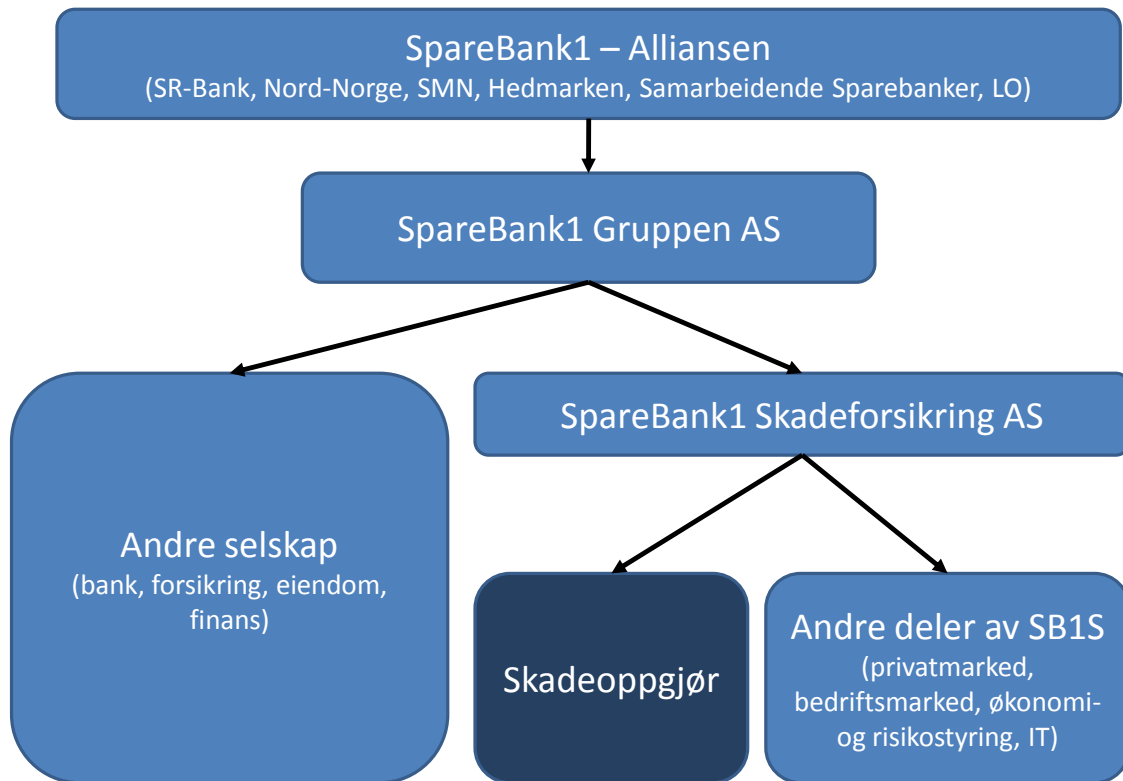 SpareBank1 – Alliansen
(SR-Bank, Nord-Norge, SMN, Hedmarken, Samarbeidende Sparebanker, LO)
SpareBank1 Gruppen AS
SpareBank1 Skadeforsikring AS
Andre selskap
(bank, forsikring, eiendom,
finans)
Skadeoppgjør
Andre deler av SB1S
(privatmarked,
bedriftsmarked, økonomi-
og risikostyring, IT)